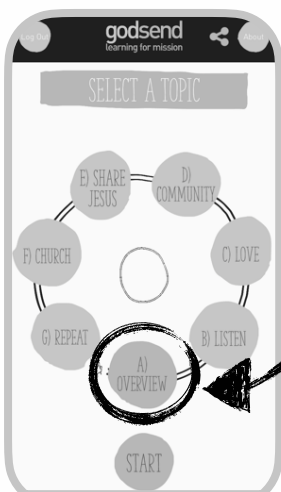 Log Out
godsend
learning for mission
About
SELECT A TOPIC
E) SHARE
JESUS
D)
COMMUNITY
F) CHURCH
C) LOVE
G) REPEAT
B) LISTEN
A)
OVERVIEW
START